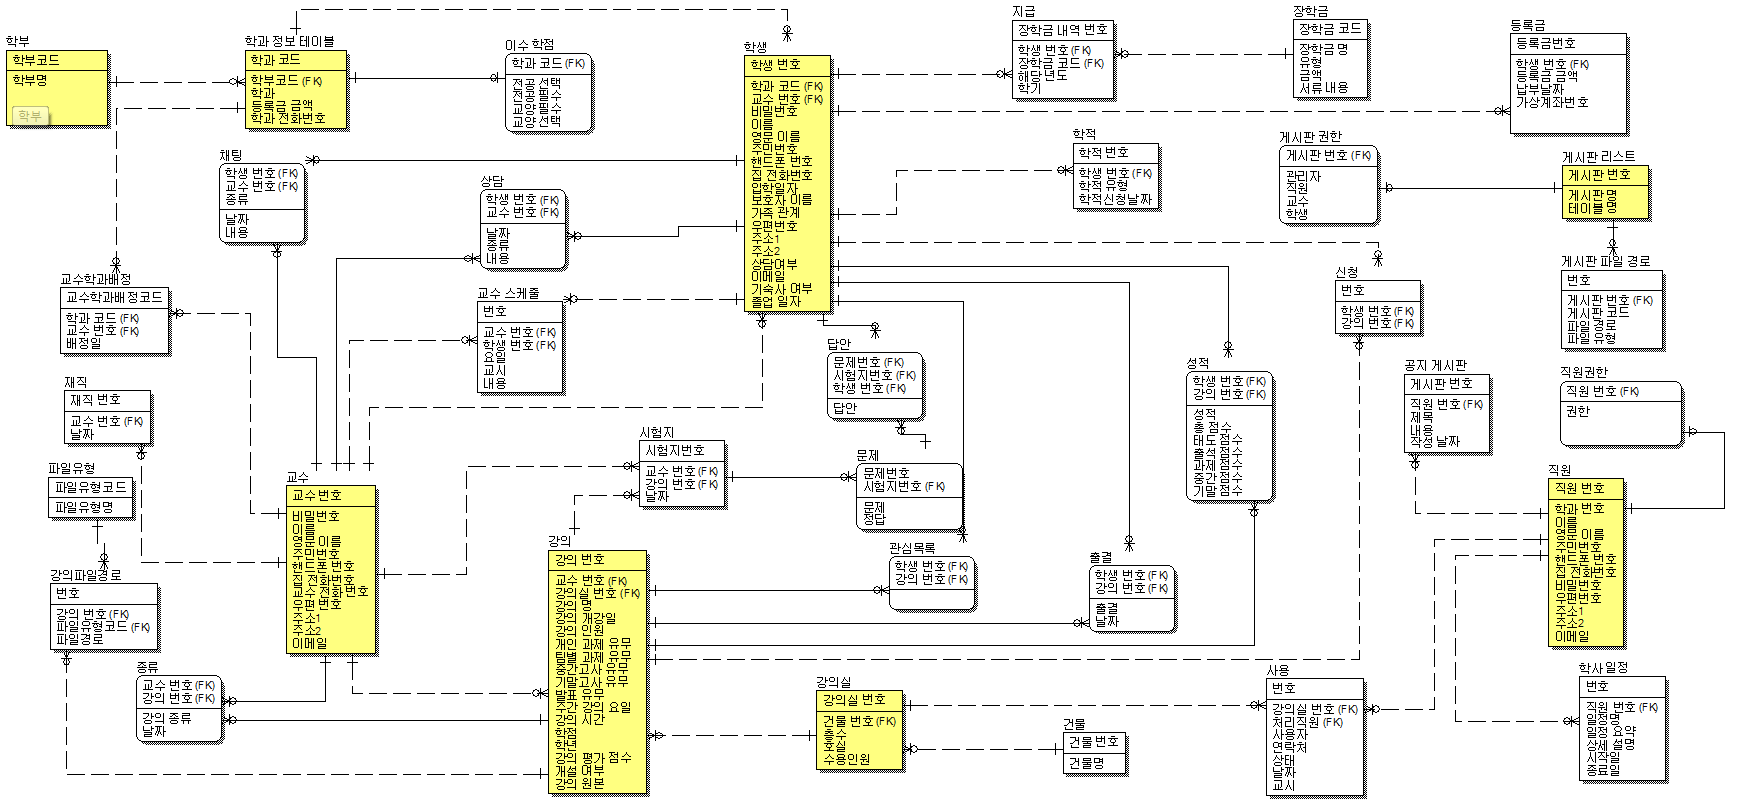 학부
학부코드
학부명
학부
학과 정보 테이블
학과 코드
학부코드 (FK)
학과
등록금 금액
학과 전화번호
이수 학점
학과 코드 (FK)
전공 선택
전공 필수
교양 필수
교양 선택
학생
학생 번호
학과 코드 (FK)
교수 번호 (FK)
비밀번호
이름
영문 이름
주민번호
핸드폰 번호
집 전화번호
입학일자
보호자 이름
가족 관계
우편번호
주소1
주소2
상담여부
이메일
기숙사 여부
졸업 일자
지급
장학금 내역 번호
학생 번호 (FK)
장학금 코드 (FK)
해당 년도
학기
장학금
장학금 코드
장학금 명
유형
금액
서류 내용
등록금
등록금번호
학생 번호 (FK)
등록금 금액
납부날짜
가상계좌번호
채팅
학생 번호 (FK)
교수 번호 (FK)
종류
날짜
내용
상담
학생 번호 (FK)
교수 번호 (FK)
날짜
종류
내용
학적
학적 번호
학생 번호 (FK)
학적 유형
학적신청날짜
게시판 권한
게시판 번호 (FK)
관리자
직원
교수
학생
게시판 리스트
게시판 번호
게시판 명
테이블 명
교수학과배정
교수학과배정코드
학과 코드 (FK)
교수 번호 (FK)
배정일
교수 스케줄
번호
교수 번호 (FK)
학생 번호 (FK)
요일
교시
내용
신청
번호
학생 번호 (FK)
강의 번호 (FK)
게시판 파일 경로
번호
게시판 번호 (FK)
게시판 코드
파일 경로
파일 유형
답안
문제번호 (FK)
시험지번호 (FK)
학생 번호 (FK)
답안
성적
학생 번호 (FK)
강의 번호 (FK)
성적
총 점수
태도 점수
출석 점수
과제 점수
중간 점수
기말 점수
공지 게시판
게시판 번호
직원 번호 (FK)
제목
내용
작성 날짜
직원권한
직원 번호 (FK)
권한
재직
재직 번호
교수 번호 (FK)
날짜
파일유형
파일유형코드
파일유형명
교수
교수 번호
비밀번호
이름
영문 이름
주민번호
핸드폰 번호
집 전화번호
교수 전화 번호
우편 번호
주소1
주소2
이메일
시험지
시험지번호
교수 번호 (FK)
강의 번호 (FK)
날짜
문제
문제번호
시험지번호 (FK)
문제
정답
직원
직원 번호
학과 번호
이름
영문 이름
주민번호
핸드폰 번호
집 전화번호
비밀번호
우편번호
주소1
주소2
이메일
강의파일경로
번호
강의 번호 (FK)
파일유형코드 (FK)
파일경로
강의
강의 번호
교수 번호 (FK)
강의실 번호 (FK)
강의 명
강의 개강일
강의 인원
개인 과제 유무
팀별 과제 유무
중간고사 유무
기말고사 유무
발표 유무
주간 강의 요일
강의 시간
학점
학년
강의 평가 점수
개설 여부
강의 원본
관심목록
학생 번호 (FK)
강의 번호 (FK)
출결
학생 번호 (FK)
강의 번호 (FK)
출결
날짜
종류
교수 번호 (FK)
강의 번호 (FK)
강의 종류
날짜
강의실
강의실 번호
건물 번호 (FK)
층수
호실
수용인원
건물
건물 번호
건물명
사용
번호
강의실 번호 (FK)
처리직원 (FK)
사용자
연락처
상태
날짜
교시
학사일정
번호
직원 번호 (FK)
일정명
일정 요약
상세 설명
시작일
종료일